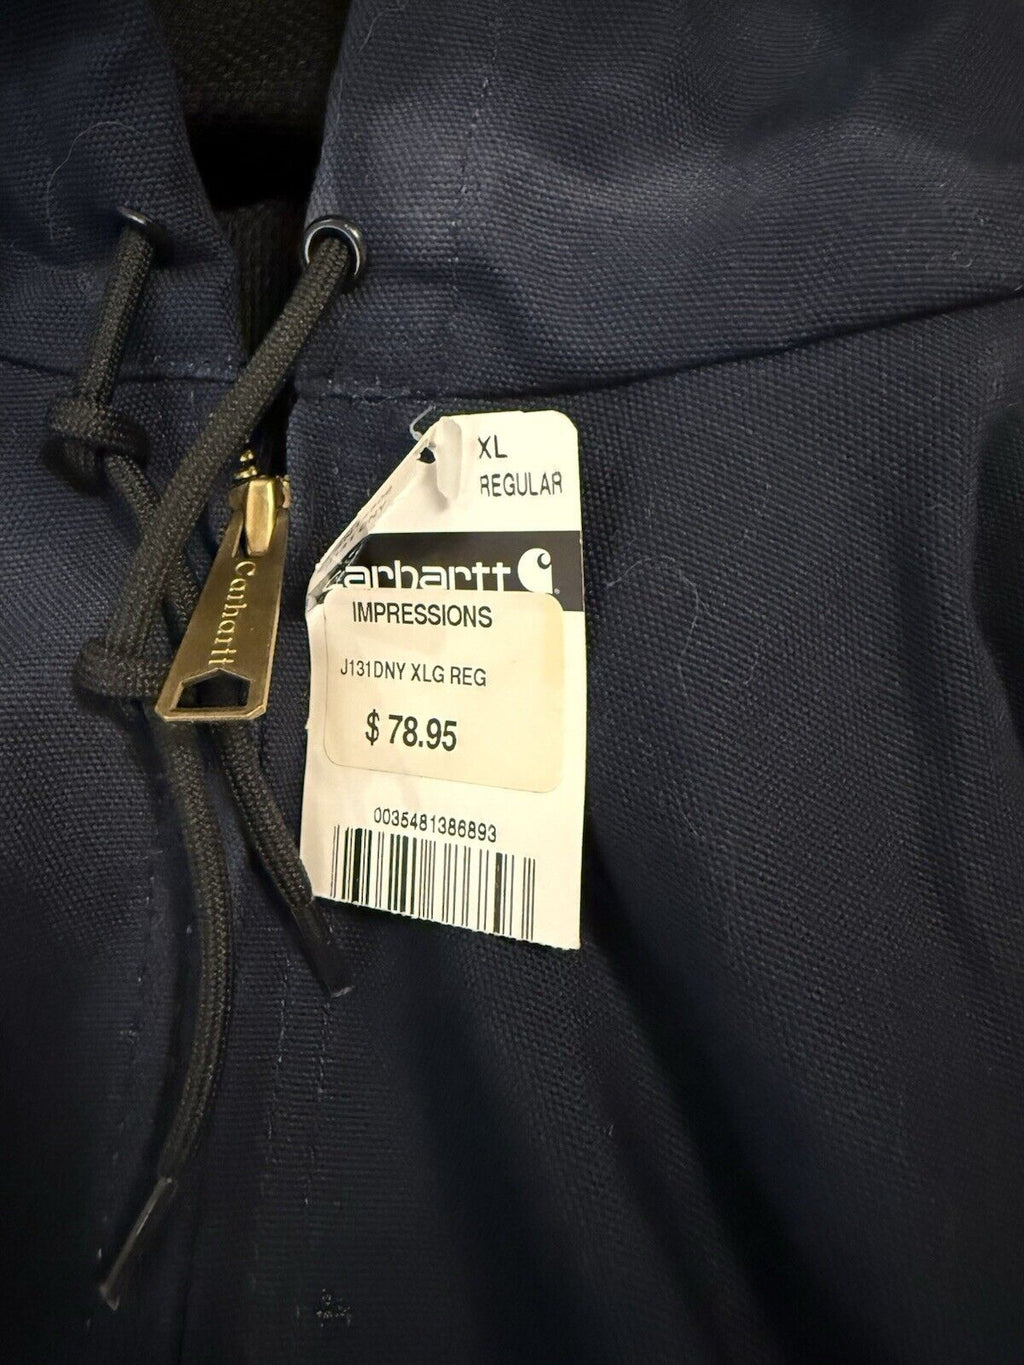 XL
REGULAR
carhartt
IMPRESSIONS
J131DNY XLG REG
$ 78.95
0035481386893
Carhartt